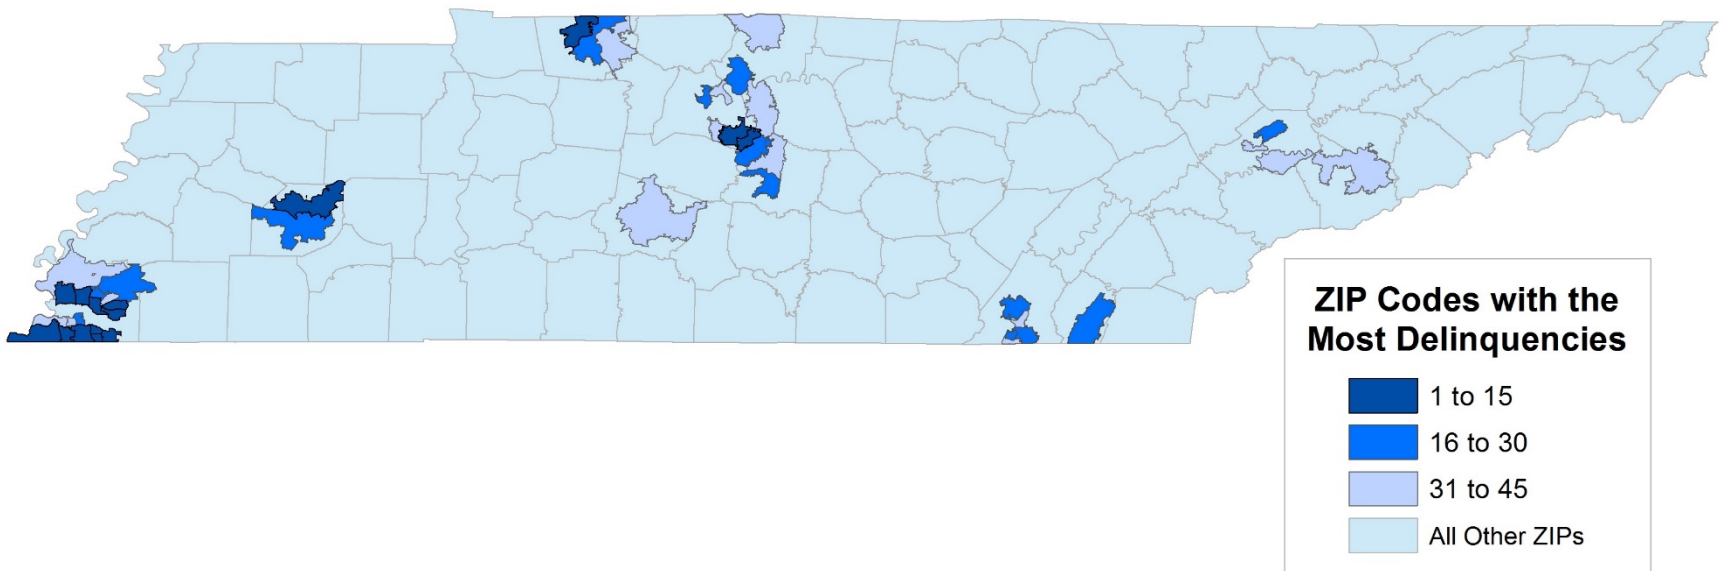 ZIP Codes with the
Most Delinquencies
1 to 15
16 to 30
31 to 45
All Other ZIPs